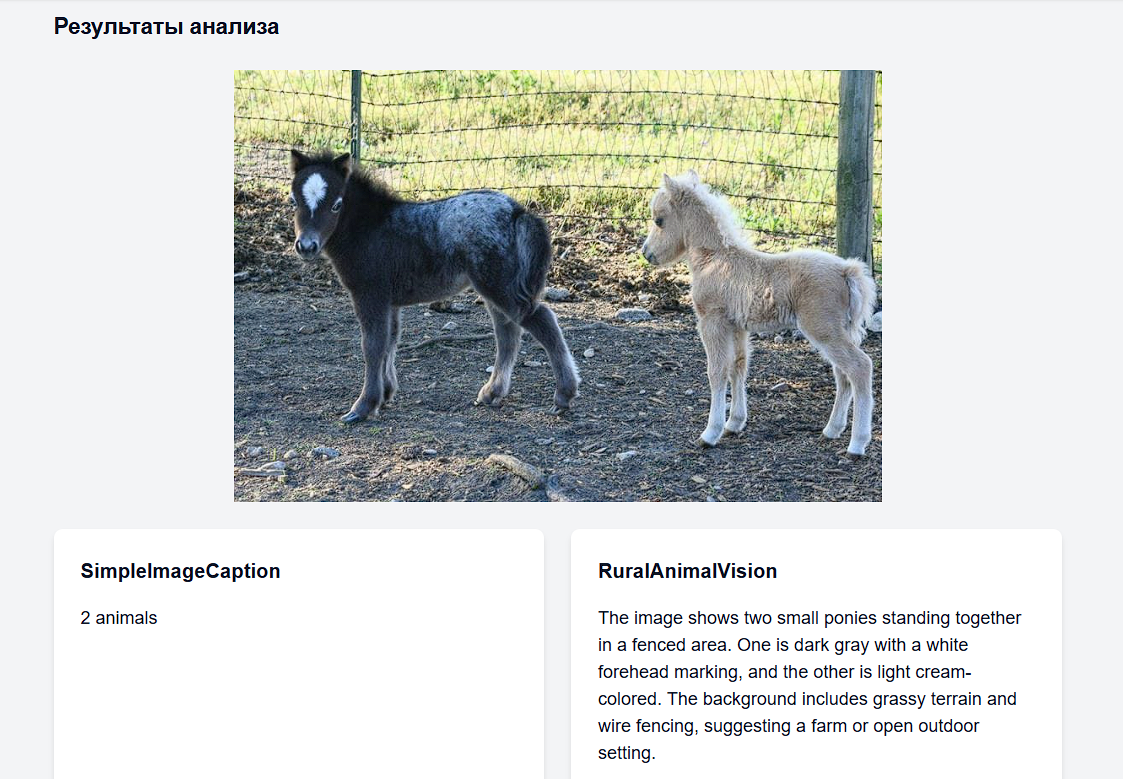 Результаты анализа
SimpleImageCaption
2 animals
RuralAnimalVision
The image shows two small ponies standing together
in a fenced area. One is dark gray with a white
forehead marking, and the other is light cream-
colored. The background includes grassy terrain and
wire fencing, suggesting a farm or open outdoor
setting.